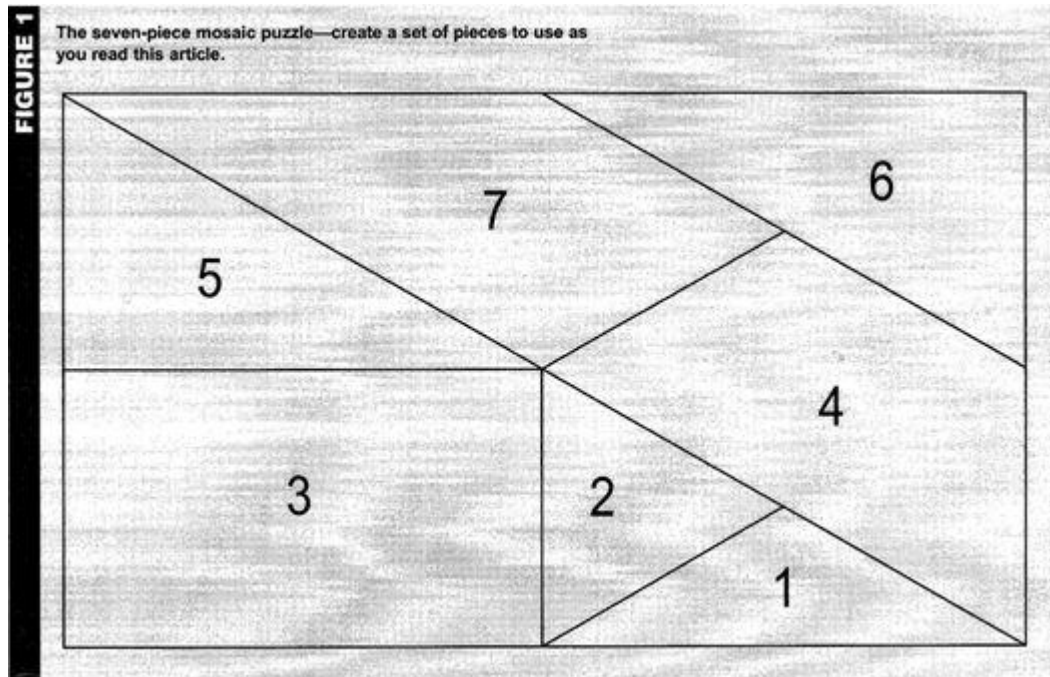 FIGURE 1
The seven-piece mosaic puzzle—create a set of pieces to use as
you read this article.
6
7
5
4
3
2
1